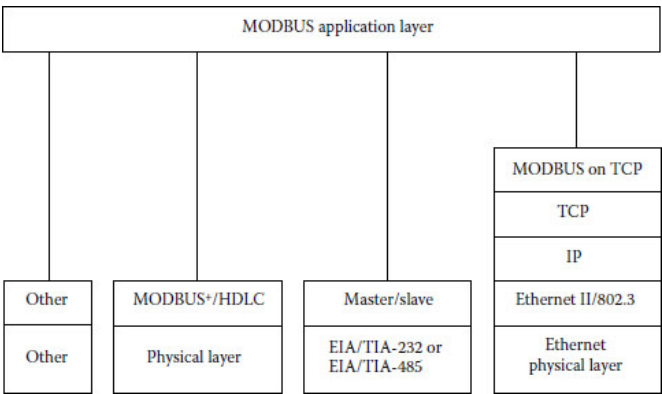 MODBUS application layer
MODBUS on TCP
TCP
IP
Other
MODBUS+/HDLC
Master/slave
Ethernet II/802.3
Other
Physical layer
EIA/TIA-232 or
EIA/TIA-485
Ethernet
physical layer